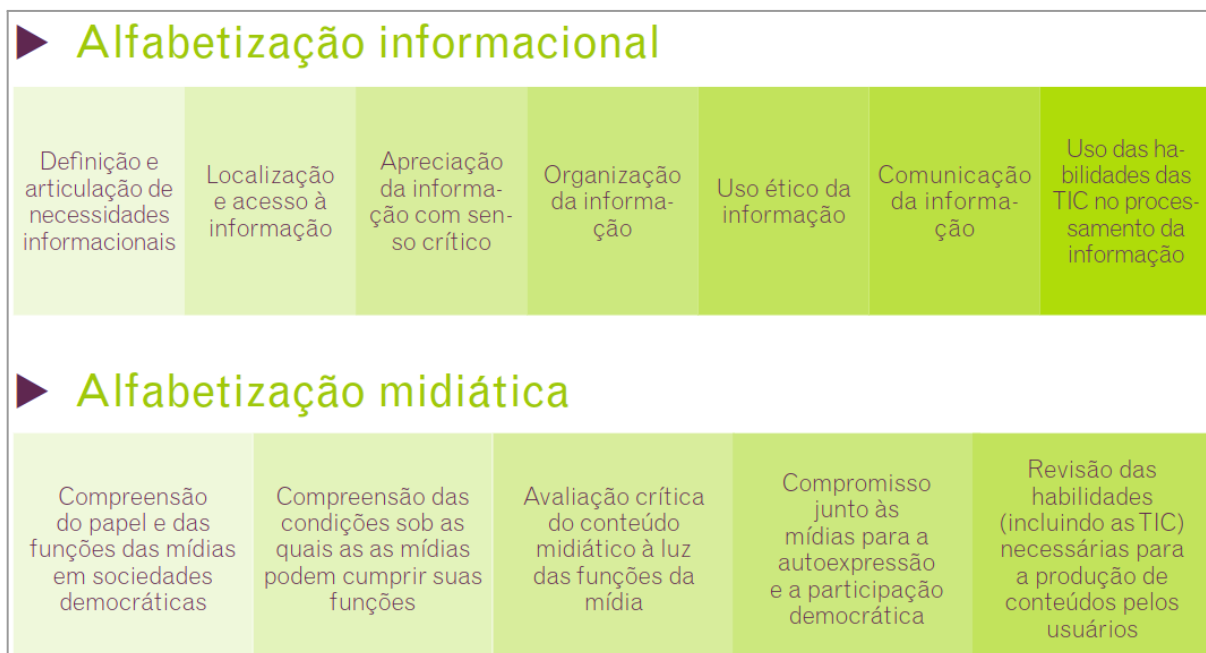 Alfabetização informacional
Definição e
articulação de
necessidades
informacionais
Localização
e acesso à
informação
Apreciação
da informa-
ção com sen-
so crítico
Organização
da informa-
ção
Uso ético da
informação
Comunicação
da informa-
ção
Uso das ha-
bilidades das
TIC no proces-
samento da
informação
Alfabetização midiática
Compreensão
do papel e das
funções das mídias
em sociedades
democráticas
Compreensão das
condições sob as
quais as as mídias
podem cumprir suas
funções
Avaliação crítica
do conteúdo
midiático à luz
das funções da
mídia
Compromisso
junto às
mídias para a
autoexpressão
e a participação
democrática
Revisão das
habilidades
(incluindo as TIC)
necessárias para
a produção de
conteúdos pelos
usuários